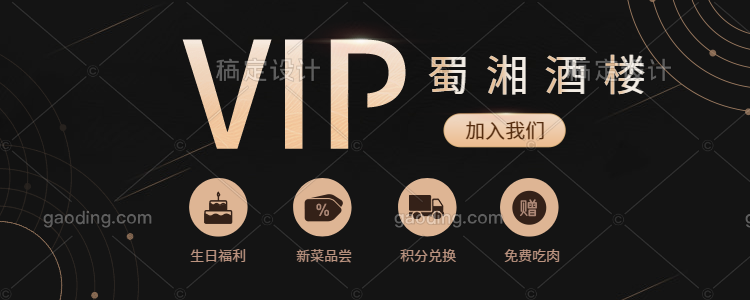 VIP 蜀湘酒楼
稿定设计 稿定设计
加入我们
%
赠
gaoding.com gaoding.com
生日福利 新菜品尝 积分兑换 免费吃肉